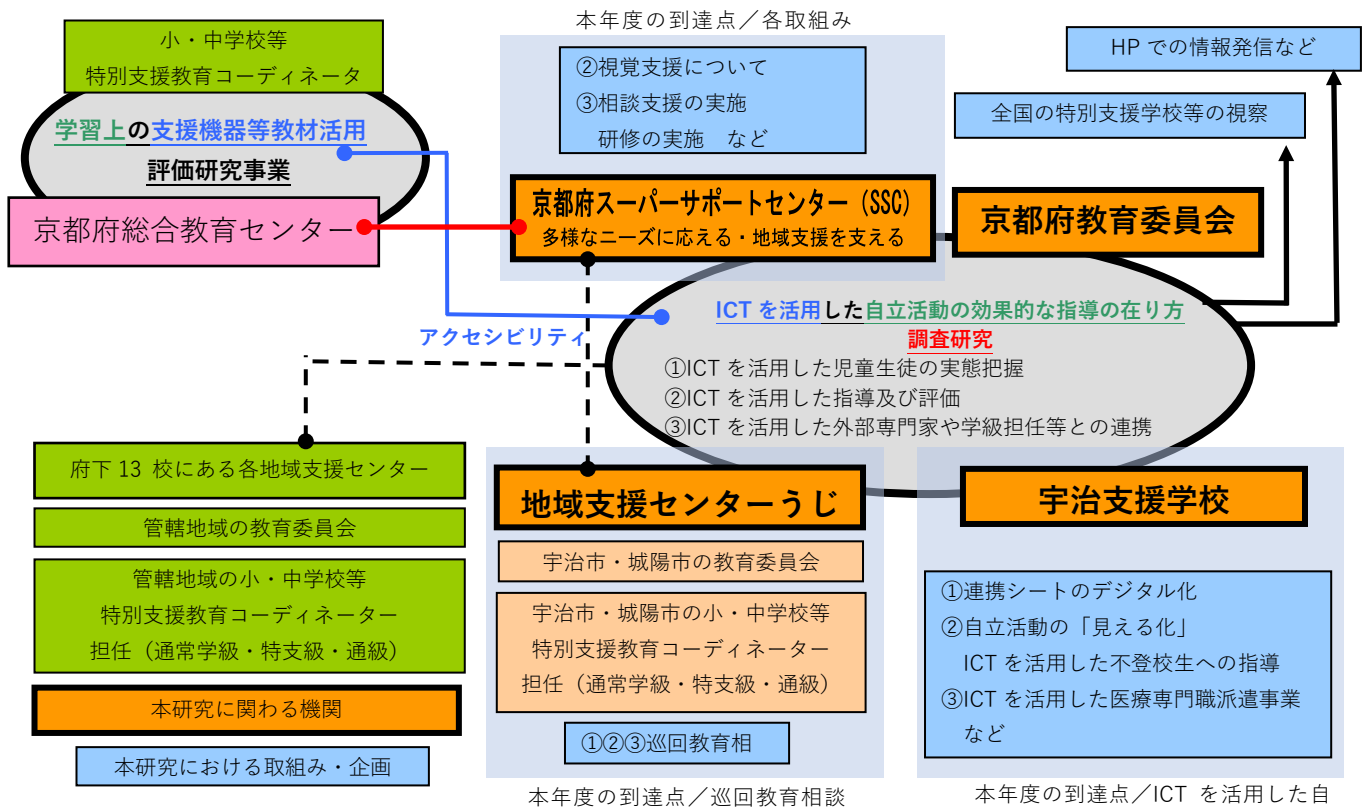 本年度の到達点／各取組み
小・中学校等
特別支援教育コーディネータ
学習上の支援機器等教材活用
評価研究事業
京都府総合教育センター
②視覚支援について
③相談支援の実施
研修の実施　など
京都府スーパーサポートセンター（SSC）
多様なニーズに応える・地域支援を支える
HP での情報発信など
全国の特別支援学校等の視察
京都府教育委員会
アクセシビリティ
ICT を活用した自立活動の効果的な指導の在り方
調査研究
①ICT を活用した児童生徒の実態把握
②ICT を活用した指導及び評価
③ICT を活用した外部専門家や学級担任等との連携
府下 13 校にある各地域支援センター
管轄地域の教育委員会
管轄地域の小・中学校等
特別支援教育コーディネーター
担任（通常学級・特支級・通級）
本研究に関わる機関
本研究における取組み・企画
地域支援センターうじ
宇治市・城陽市の教育委員会
宇治市・城陽市の小・中学校等
特別支援教育コーディネーター
担任（通常学級・特支級・通級）
①②③巡回教育相
本年度の到達点／巡回教育相談
宇治支援学校
①連携シートのデジタル化
②自立活動の「見える化」
ICT を活用した不登校生への指導
③ICT を活用した医療専門職派遣事業
など
本年度の到達点／ICT を活用した自